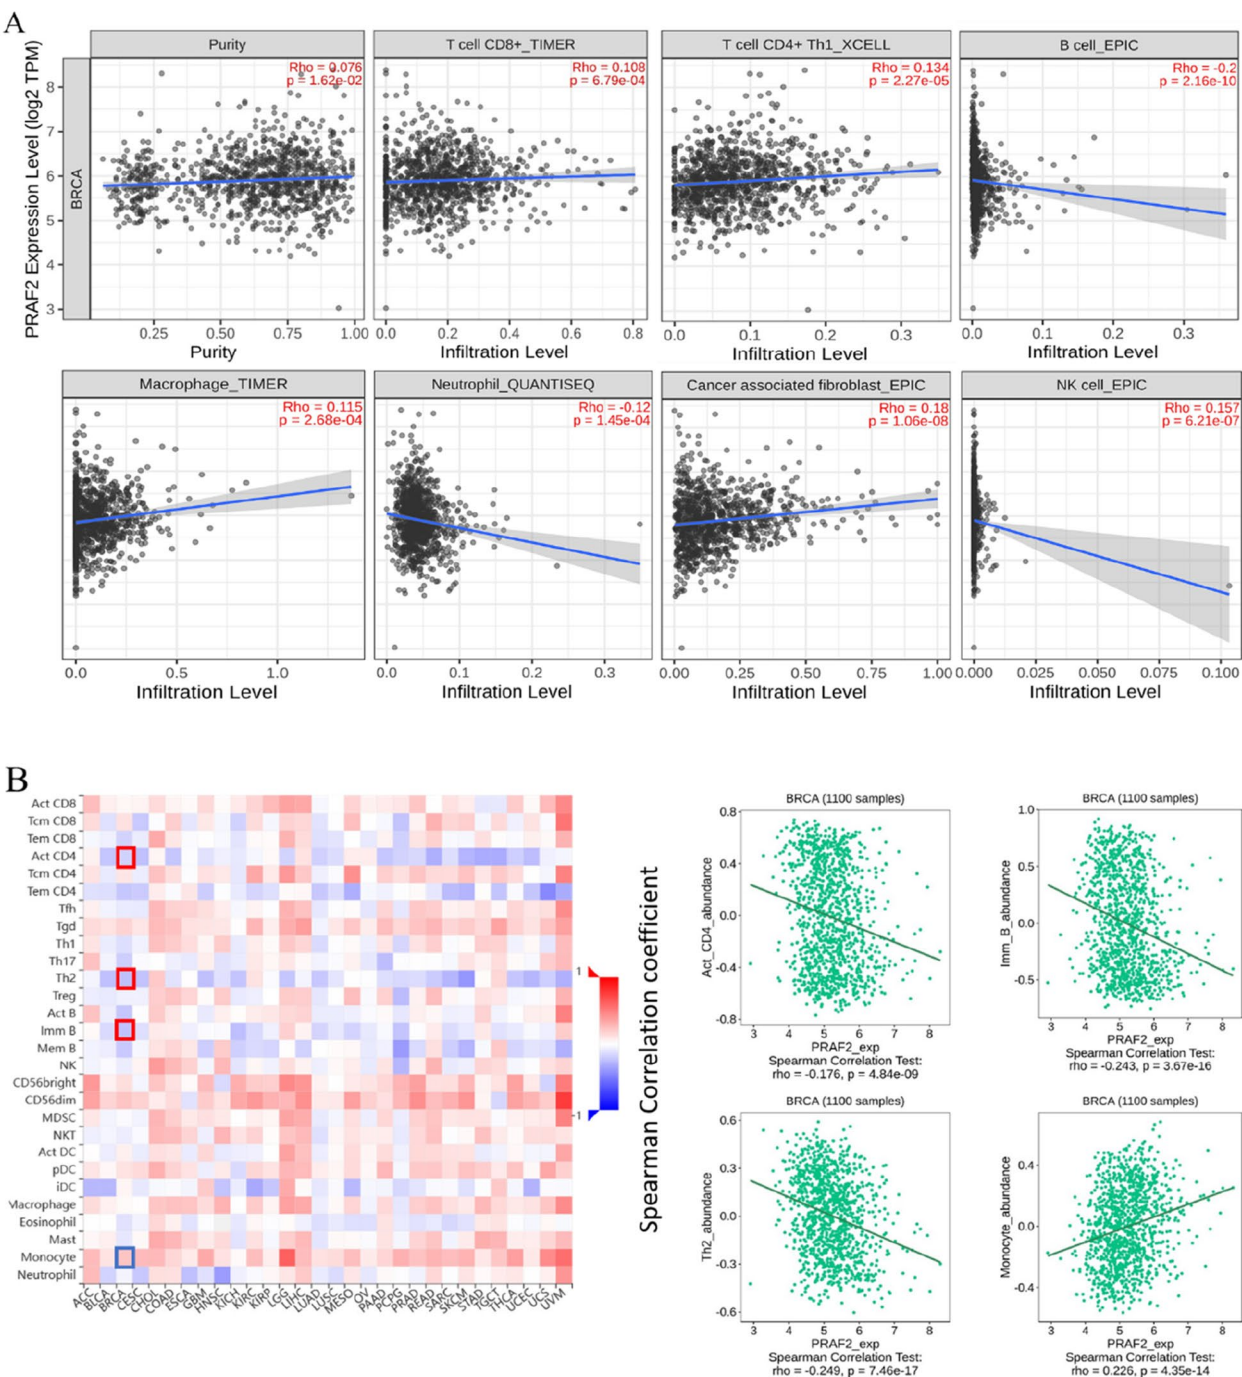 A
PRAF2 Expression Level (log2 TPM)
BRCA
Purity
Rho = 0.076
p = 1.62e-02
8
7
6
5
4
3
0.25 0.50 0.75 1.00
Purity
T cell CD8+_TIMER
Rho = 0.108
p = 6.79e-04
0.0 0.2 0.4 0.6 0.8
Infiltration Level
T cell CD4+ Th1_XCELL
Rho = 0.134
p = 2.27e-05
0.0 0.1 0.2 0.3
Infiltration Level
B cell_EPIC
Rho = -0.2
p = 2.16e-10
0.0 0.1 0.2 0.3
Infiltration Level
Macrophage_TIMER
Rho = 0.115
p = 2.68e-04
0.0 0.5 1.0
Infiltration Level
Neutrophil_QUANTISEQ
Rho = -0.12
p = 1.45e-04
0.0 0.1 0.2 0.3
Infiltration Level
Cancer associated fibroblast_EPIC
Rho = 0.18
p = 1.06e-08
0.00 0.25 0.50 0.75 1.00
Infiltration Level
NK cell_EPIC
Rho = 0.157
p = 6.21e-07
0.000 0.025 0.050 0.075 0.100
Infiltration Level
B
Act CD8
Tcm CD8
Tem CD8
Act CD4
Tcm CD4
Tem CD4
Tfh
Tgd
Th1
Th17
Th2
Treg
Act B
Imm B
Mem B
NK
CD56bright
CD56dim
MDSC
NKT
Act DC
pDC
iDC
Macrophage
Eosinophil
Mast
Monocyte
Neutrophil
ACC BLCA BRCA CESC CHOL COAD ESCA GBM HNSC KICH KIRC KIRP LGG LIHC LUAD LUSC MESO OV PAAD PCPG PRAD READ SARC SKCM STAD TGCT THCA UCEC UCS UVM
1
-1
Spearman Correlation coefficient
BRCA (1100 samples)
Act_CD4_abundance
0.8
0.4
0.0
-0.4
-0.8
3 4 5 6 7 8
PRAF2_exp
Spearman Correlation Test:
rho = -0.176, p = 4.84e-09
BRCA (1100 samples)
Imm_B_abundance
1.0
0.5
0.0
-0.5
3 4 5 6 7 8
PRAF2_exp
Spearman Correlation Test:
rho = -0.243, p = 3.67e-16
BRCA (1100 samples)
Th2_abundance
0.6
0.3
0.0
-0.3
-0.6
3 4 5 6 7 8
PRAF2_exp
Spearman Correlation Test:
rho = -0.249, p = 7.46e-17
BRCA (1100 samples)
Monocyte_abundance
0.4
0.0
-0.4
3 4 5 6 7 8
PRAF2_exp
Spearman Correlation Test:
rho = 0.226, p = 4.35e-14